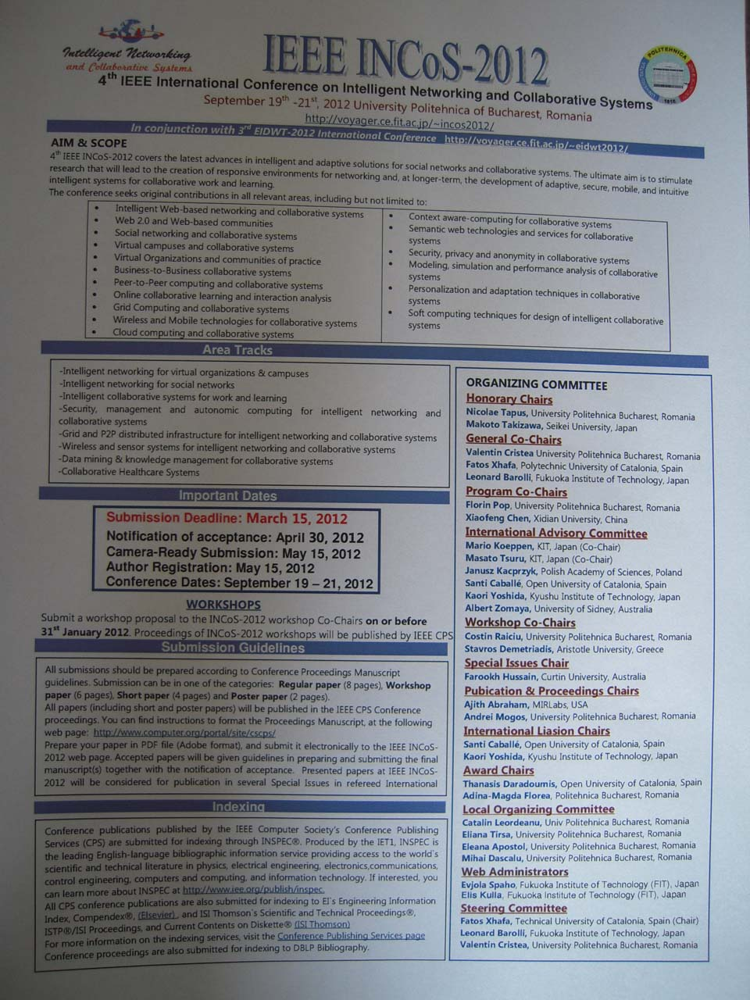 Intelligent Networking
and Collaborative Systems
IEEE INCoS-2012
POLITEHNICA
1818
4th IEEE International Conference on Intelligent Networking and Collaborative Systems
September 19th -21st, 2012 University Politehnica of Bucharest, Romania
http://voyager.ce.fit.ac.jp/~incos2012/
In conjunction with 3rd EIDWT-2012 International Conference http://voyager.ce.fit.ac.jp/~eidwt2012/
AIM & SCOPE
4th IEEE INCoS-2012 covers the latest advances in intelligent and adaptive solutions for social networks and collaborative systems. The ultimate aim is to stimulate
research that will lead to the creation of responsive environments for networking and, at longer-term, the development of adaptive, secure, mobile, and intuitive
intelligent systems for collaborative work and learning.
The conference seeks original contributions in all relevant areas, including but not limited to:
• Intelligent Web-based networking and collaborative systems
• Web 2.0 and Web-based communities
• Social networking and collaborative systems
• Virtual campuses and collaborative systems
• Virtual Organizations and communities of practice
• Business-to-Business collaborative systems
• Peer-to-Peer computing and collaborative systems
• Online collaborative learning and interaction analysis
• Grid Computing and collaborative systems
• Wireless and Mobile technologies for collaborative systems
• Cloud computing and collaborative systems
• Context aware-computing for collaborative systems
• Semantic web technologies and services for collaborative
systems
• Security, privacy and anonymity in collaborative systems
• Modeling, simulation and performance analysis of collaborative
systems
• Personalization and adaptation techniques in collaborative
systems
• Soft computing techniques for design of intelligent collaborative
systems
Area Tracks
-Intelligent networking for virtual organizations & campuses
-Intelligent networking for social networks
-Intelligent collaborative systems for work and learning
-Security, management and autonomic computing for intelligent networking and
collaborative systems
-Grid and P2P distributed infrastructure for intelligent networking and collaborative systems
-Wireless and sensor systems for intelligent networking and collaborative systems
-Data mining & knowledge management for collaborative systems
-Collaborative Healthcare Systems
Important Dates
Submission Deadline: March 15, 2012
Notification of acceptance: April 30, 2012
Camera-Ready Submission: May 15, 2012
Author Registration: May 15, 2012
Conference Dates: September 19 – 21, 2012
WORKSHOPS
Submit a workshop proposal to the INCoS-2012 workshop Co-Chairs on or before
31st January 2012. Proceedings of INCoS-2012 workshops will be published by IEEE CPS
Submission Guidelines
All submissions should be prepared according to Conference Proceedings Manuscript
guidelines. Submission can be in one of the categories: Regular paper (8 pages), Workshop
paper (6 pages), Short paper (4 pages) and Poster paper (2 pages).
All papers (including short and poster papers) will be published in the IEEE CPS Conference
proceedings. You can find instructions to format the Proceedings Manuscript, at the following
web page: http://www.computer.org/portal/site/cscps/
Prepare your paper in PDF file (Adobe format), and submit it electronically to the IEEE INCoS-
2012 web page. Accepted papers will be given guidelines in preparing and submitting the final
manuscript(s) together with the notification of acceptance. Presented papers at IEEE INCoS-
2012 will be considered for publication in several Special Issues in refereed International
Indexing
Conference publications published by the IEEE Computer Society's Conference Publishing
Services (CPS) are submitted for indexing through INSPEC®. Produced by the IET1, INSPEC is
the leading English-language bibliographic information service providing access to the world's
scientific and technical literature in physics, electrical engineering, electronics,communications,
control engineering, computers and computing, and information technology. If interested, you
can learn more about INSPEC at http://www.iee.org/publish/inspec.
All CPS conference publications are also submitted for indexing to EI's Engineering Information
Index, Compendex®, (Elsevier) , and ISI Thomson's Scientific and Technical Proceedings®,
ISTP®/ISI Proceedings, and Current Contents on Diskette® (ISI Thomson)
For more information on the indexing services, visit the Conference Publishing Services page
Conference proceedings are also submitted for indexing to DBLP Bibliography.
ORGANIZING COMMITTEE
Honorary Chairs
Nicolae Tapus, University Politehnica Bucharest, Romania
Makoto Takizawa, Seikei University, Japan
General Co-Chairs
Valentin Cristea University Politehnica Bucharest, Romania
Fatos Xhafa, Polytechnic University of Catalonia, Spain
Leonard Barolli, Fukuoka Institute of Technology, Japan
Program Co-Chairs
Florin Pop, University Politehnica Bucharest, Romania
Xiaofeng Chen, Xidian University, China
International Advisory Committee
Mario Koeppen, KIT, Japan (Co-Chair)
Masato Tsuru, KIT, Japan (Co-Chair)
Janusz Kacprzyk, Polish Academy of Sciences, Poland
Santi Caballé, Open University of Catalonia, Spain
Kaori Yoshida, Kyushu Institute of Technology, Japan
Albert Zomaya, University of Sidney, Australia
Workshop Co-Chairs
Costin Raiciu, University Politehnica Bucharest, Romania
Stavros Demetriadis, Aristotle University, Greece
Special Issues Chair
Farookh Hussain, Curtin University, Australia
Pubication & Proceedings Chairs
Ajith Abraham, MIRLabs, USA
Andrei Mogos, University Politehnica Bucharest, Romania
International Liasion Chairs
Santi Caballé, Open University of Catalonia, Spain
Kaori Yoshida, Kyushu Institute of Technology, Japan
Award Chairs
Thanasis Daradoumis, Open University of Catalonia, Spain
Adina-Magda Florea, Politehnica Bucharest, Romania
Local Organizing Committee
Catalin Leordeanu, Univ Politehnica Bucharest, Romania
Eliana Tirsa, University Politehnica Bucharest, Romania
Eleana Apostol, University Politehnica Bucharest, Romania
Mihai Dascalu, University Politehnica Bucharest, Romania
Web Administrators
Evjola Spaho, Fukuoka Institute of Technology (FIT), Japan
Elis Kulla, Fukuoka Institute of Technology (FIT), Japan
Steering Committee
Fatos Xhafa, Technical University of Catalonia, Spain (Chair)
Leonard Barolli, Fukuoka Institute of Technology, Japan
Valentin Cristea, University Politehnica Bucharest, Romania